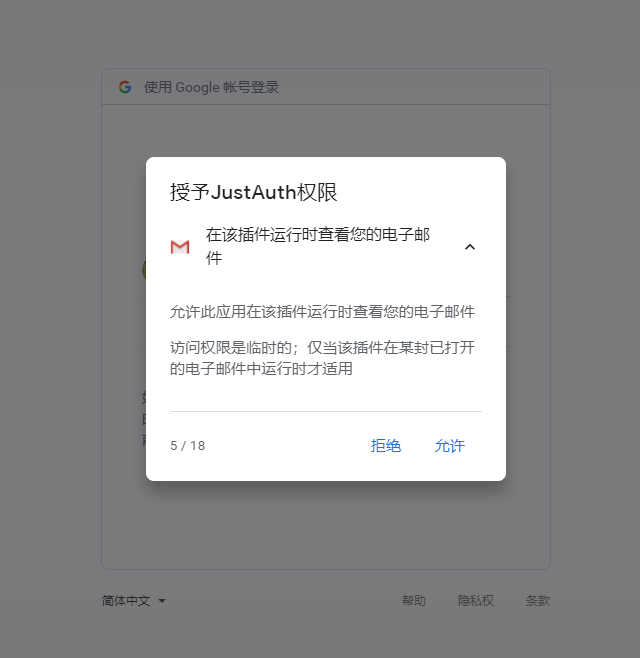 使用 Google 帐号登录
授予JustAuth权限
在该插件运行时查看您的电子邮
件
允许此应用在该插件运行时查看您的电子邮件
访问权限是临时的；仅当该插件在某封已打开
的电子邮件中运行时才适用
5 / 18
拒绝
允许
简体中文
帮助
隐私权
条款